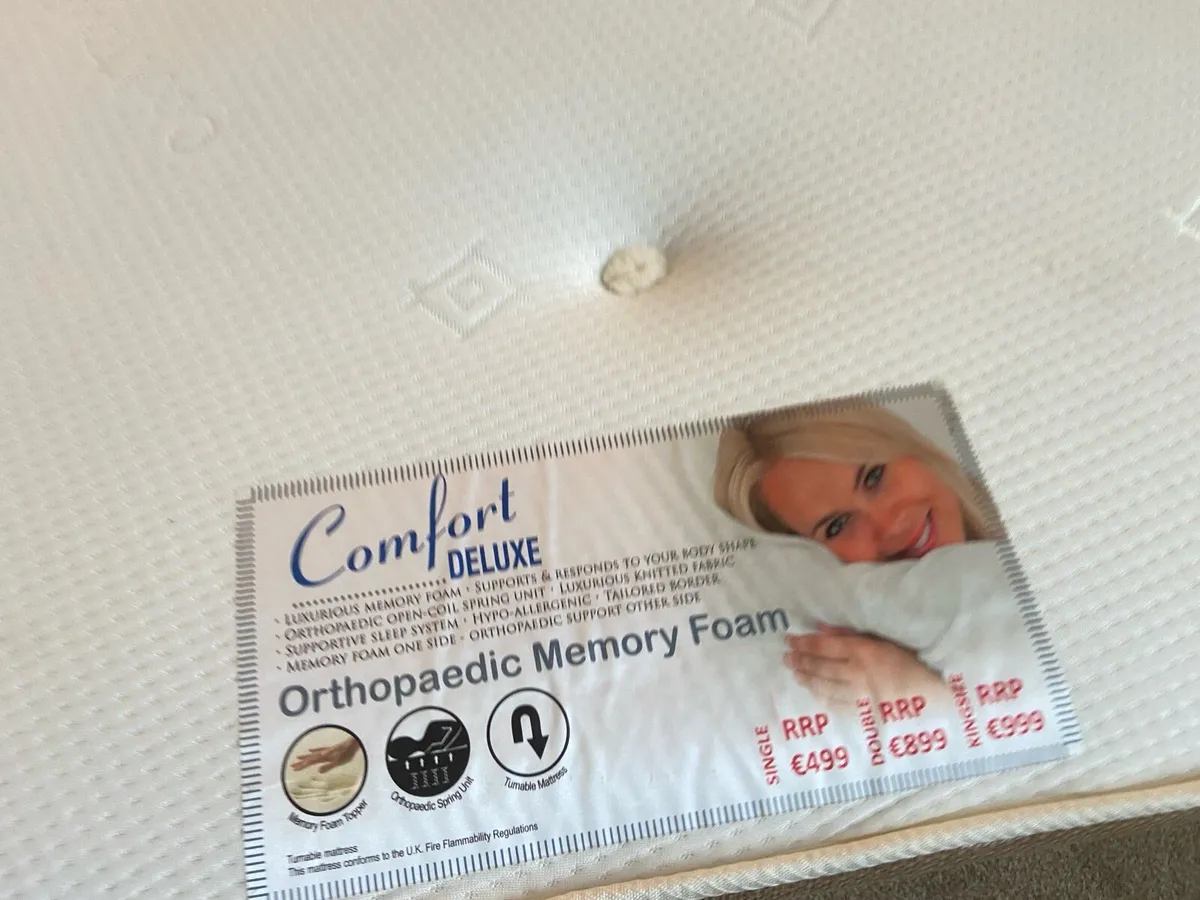 Comfort
DELUXE
- LUXURIOUS MEMORY FOAM · SUPPORTS & RESPONDS TO YOUR BODY SHAPE
- ORTHOPAEDIC OPEN-COIL SPRING UNIT · LUXURIOUS KNITTED FABRIC
- SUPPORTIVE SLEEP SYSTEM · HYPO-ALLERGENIC · TAILORED BORDER
- MEMORY FOAM ONE SIDE - ORTHOPAEDIC SUPPORT OTHER SIDE
Orthopaedic Memory Foam
Memory Foam Topper
Orthopaedic Spring Unit
Turnable Mattress
SINGLE RRP €499
DOUBLE RRP €899
KINGSIZE RRP €999
Turnable mattress
This mattress conforms to the U.K. Fire Flammability Regulations